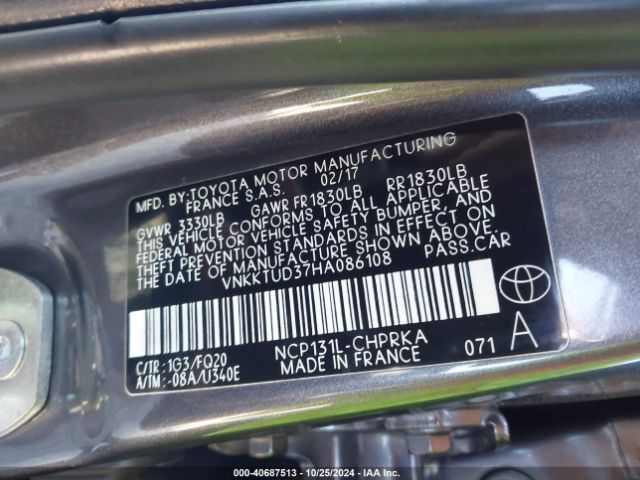 MFD. BY:TOYOTA MOTOR MANUFACTURING
FRANCE S.A.S. 02/17
GVWR 3330LB GAWR FR1830LB RR1830LB
THIS VEHICLE CONFORMS TO ALL APPLICABLE
FEDERAL MOTOR VEHICLE SAFETY, BUMPER, AND
THEFT PREVENTION STANDARDS IN EFFECT ON
THE DATE OF MANUFACTURE SHOWN ABOVE.
VNKKTUD37HA086108 PASS.CAR
C/TR :1G3/FQ20 NCP131L-CHPRKA 071 A
A/TM:-08A/U340E MADE IN FRANCE
000-40687513 | 10/25/2024 | IAA Inc.